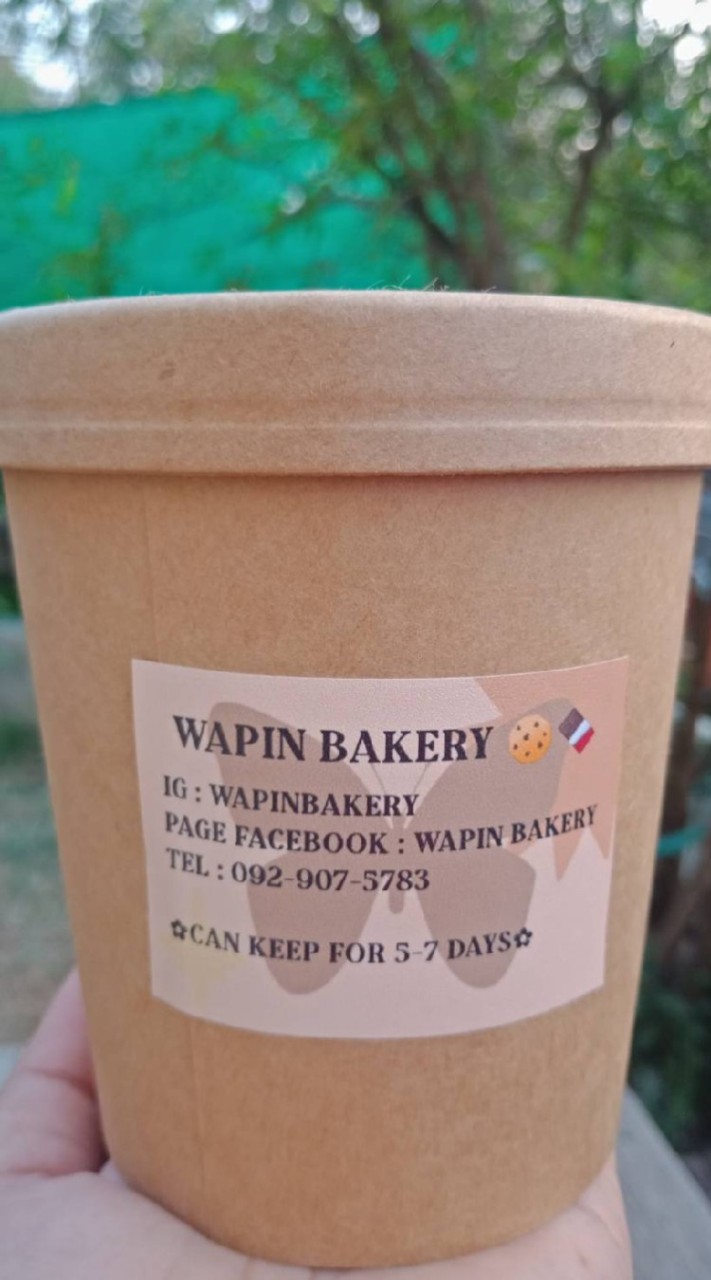 WAPIN BAKERY 🍪🍫
IG : WAPINBAKERY
PAGE FACEBOOK : WAPIN BAKERY
TEL : 092-907-5783
✿CAN KEEP FOR 5-7 DAYS✿